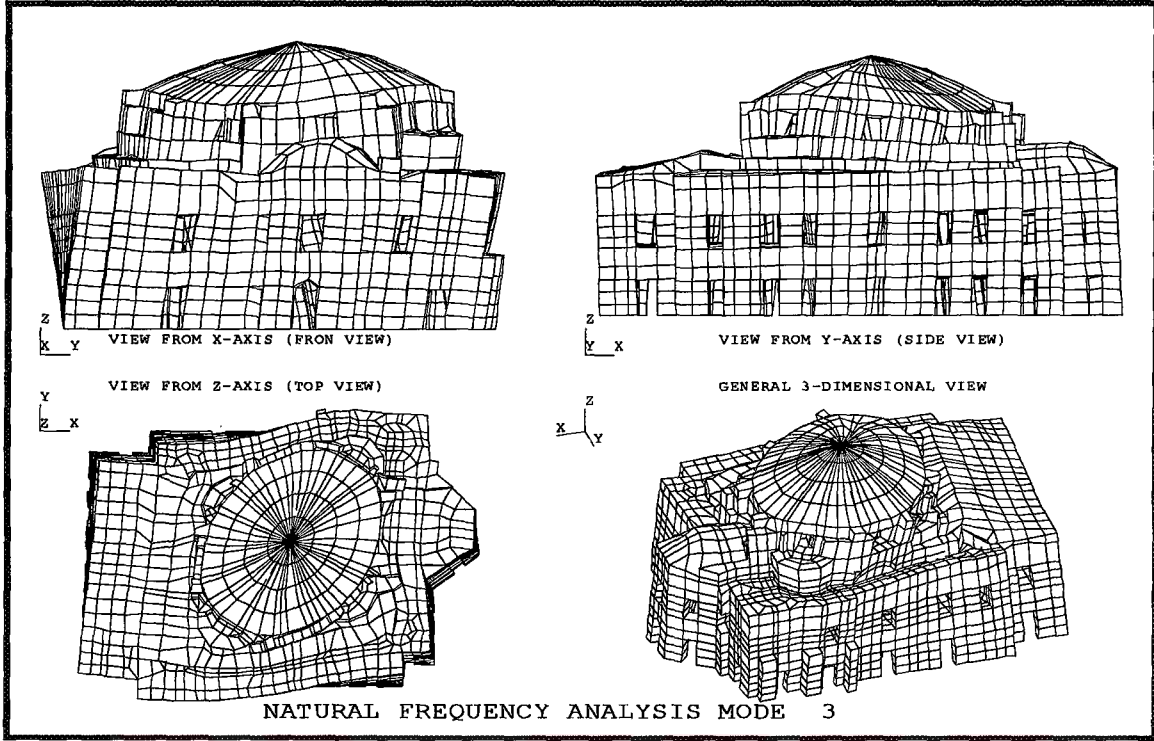 Z
X Y
VIEW FROM X-AXIS (FRON VIEW)
Z
Y X
VIEW FROM Y-AXIS (SIDE VIEW)
VIEW FROM Z-AXIS (TOP VIEW)
Y
Z X
GENERAL 3-DIMENSIONAL VIEW
Z
X
Y
NATURAL FREQUENCY ANALYSIS MODE 3